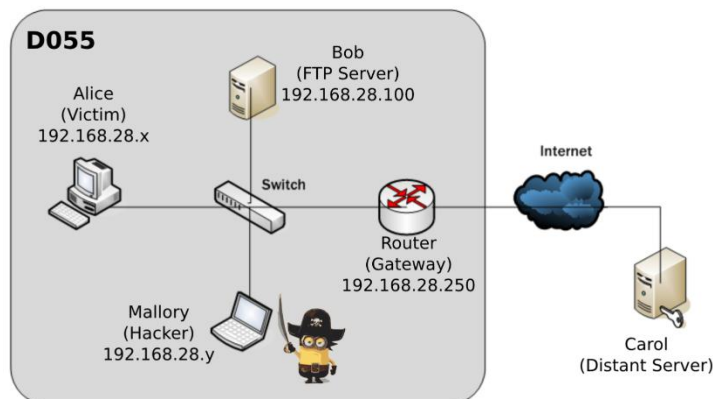 D055
Bob
(FTP Server)
192.168.28.100
Alice
(Victim)
192.168.28.x
Switch
Internet
Router
(Gateway)
192.168.28.250
Mallory
(Hacker)
192.168.28.y
Carol
(Distant Server)